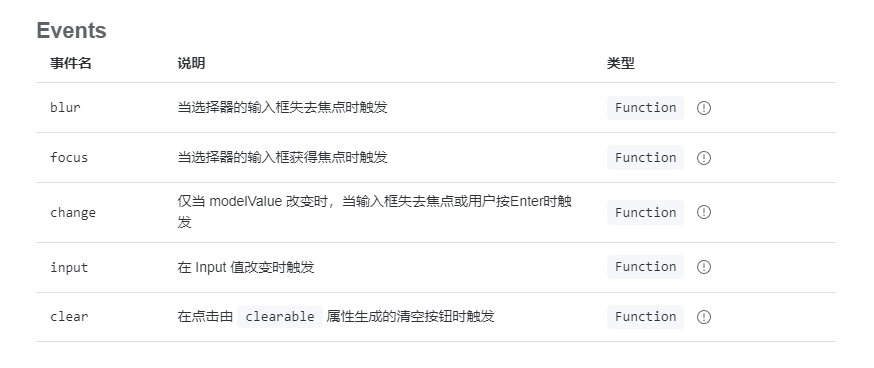 Events
事件名 说明 类型
blur 当选择器的输入框失去焦点时触发 Function
focus 当选择器的输入框获得焦点时触发 Function
change 仅当 modelValue 改变时，当输入框失去焦点或用户按Enter时触 Function
发
input 在 Input 值改变时触发 Function
clear 在点击由 clearable 属性生成的清空按钮时触发 Function